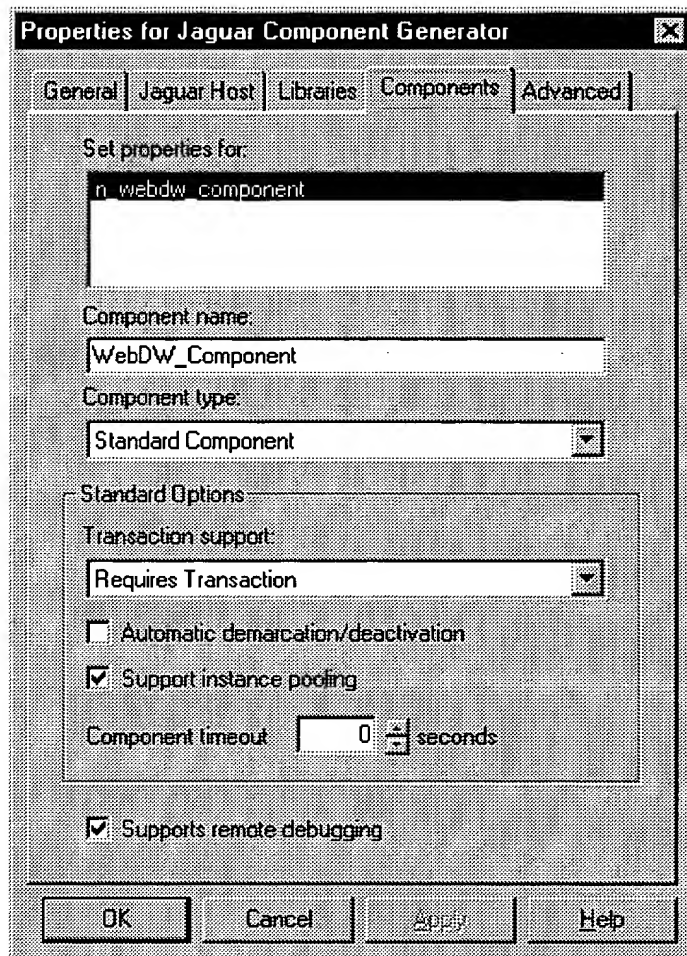 Properties for Jaguar Component Generator
General Jaguar Host Libraries Components Advanced
Set properties for:
n_webdw_component
Component name:
WebDW_Component
Component type:
Standard Component
Standard Options
Transaction support:
Requires Transaction
Automatic demarcation/deactivation
Support instance pooling
Component timeout 0 seconds
Supports remote debugging
OK Cancel Apply Help